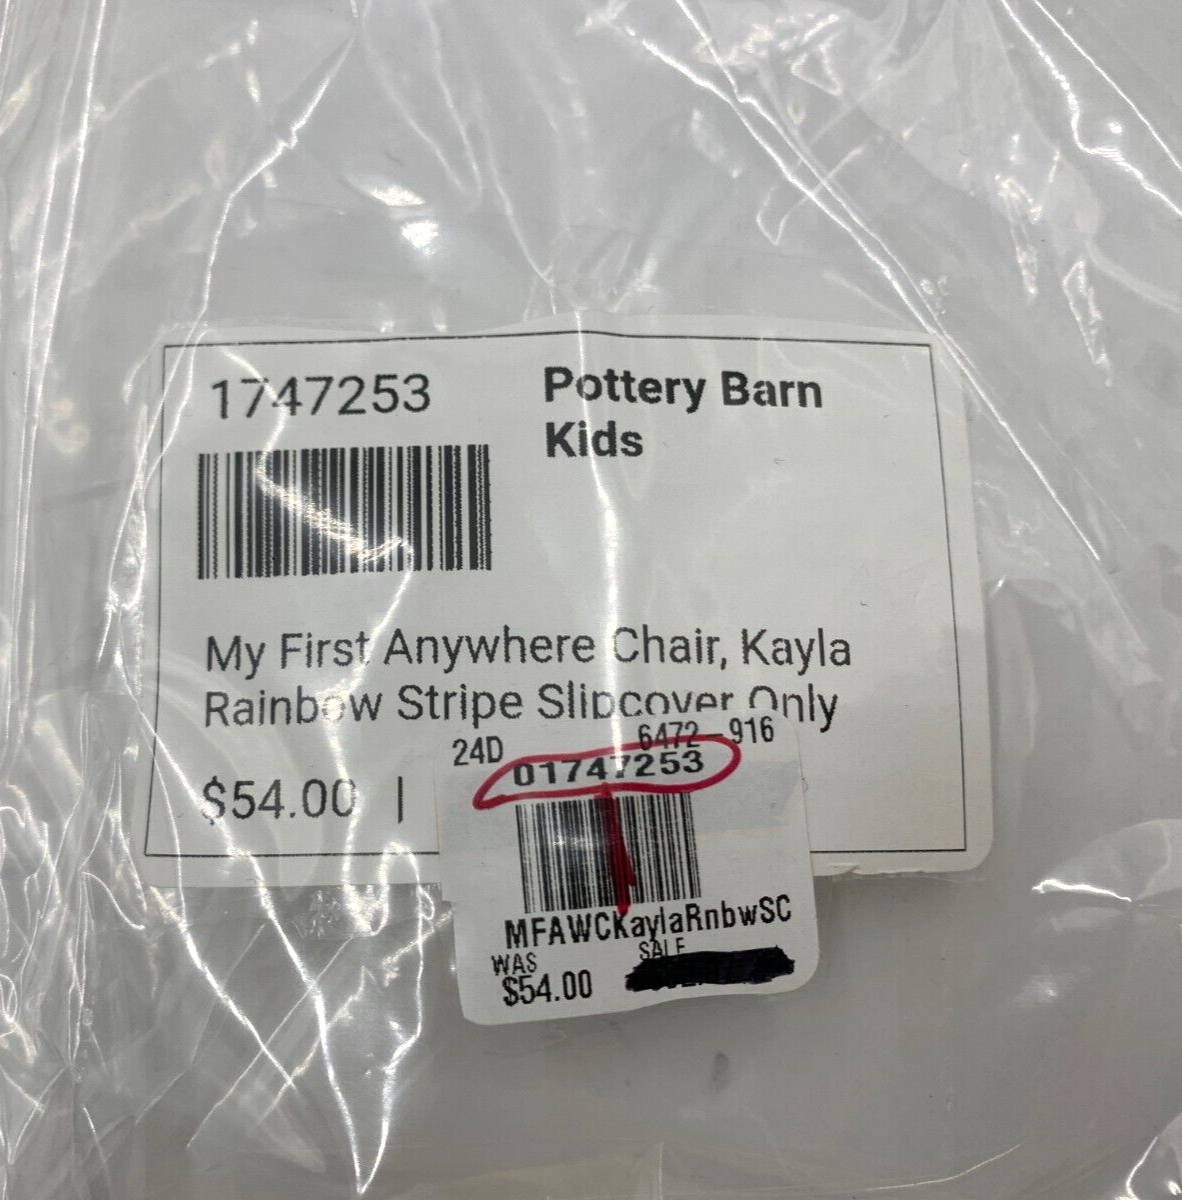 1747253
Pottery Barn
Kids
My First Anywhere Chair, Kayla
Rainbow Stripe Slipcover Only
$54.00 |
24D 6472-916
01747253
MFAWCKaylaRnbwSC
WAS SALE
$54.00